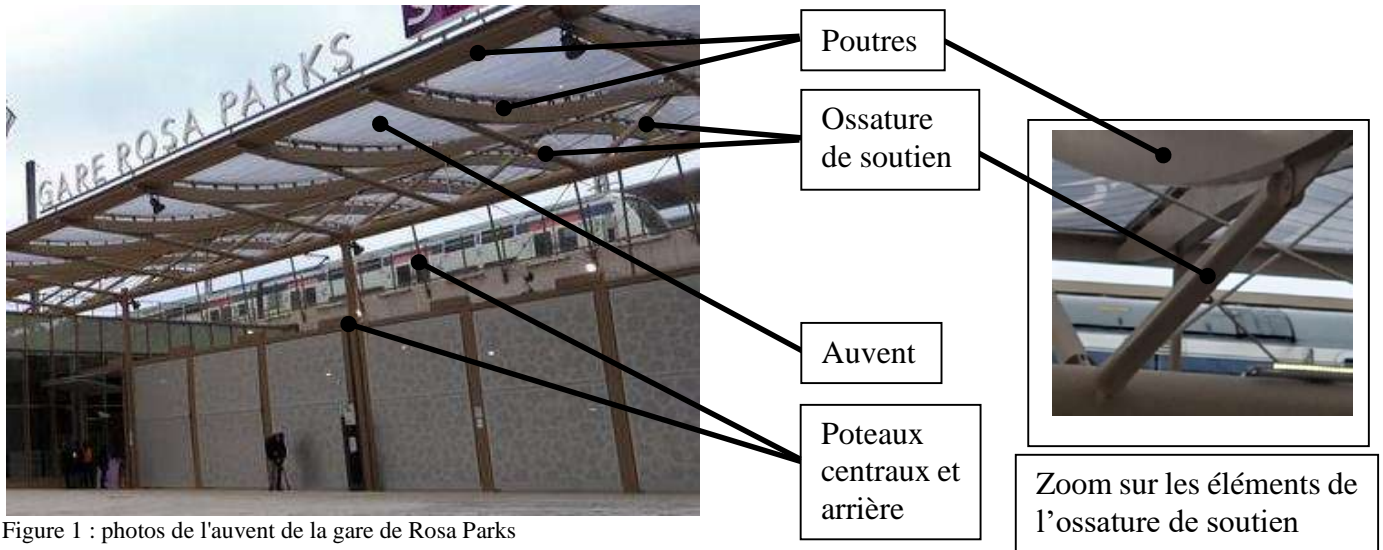 GARE ROSA PARKS
Poutres
Ossature
de soutien
Auvent
Poteaux
centraux et
arrière
Zoom sur les éléments de
l’ossature de soutien
Figure 1 : photos de l'auvent de la gare de Rosa Parks